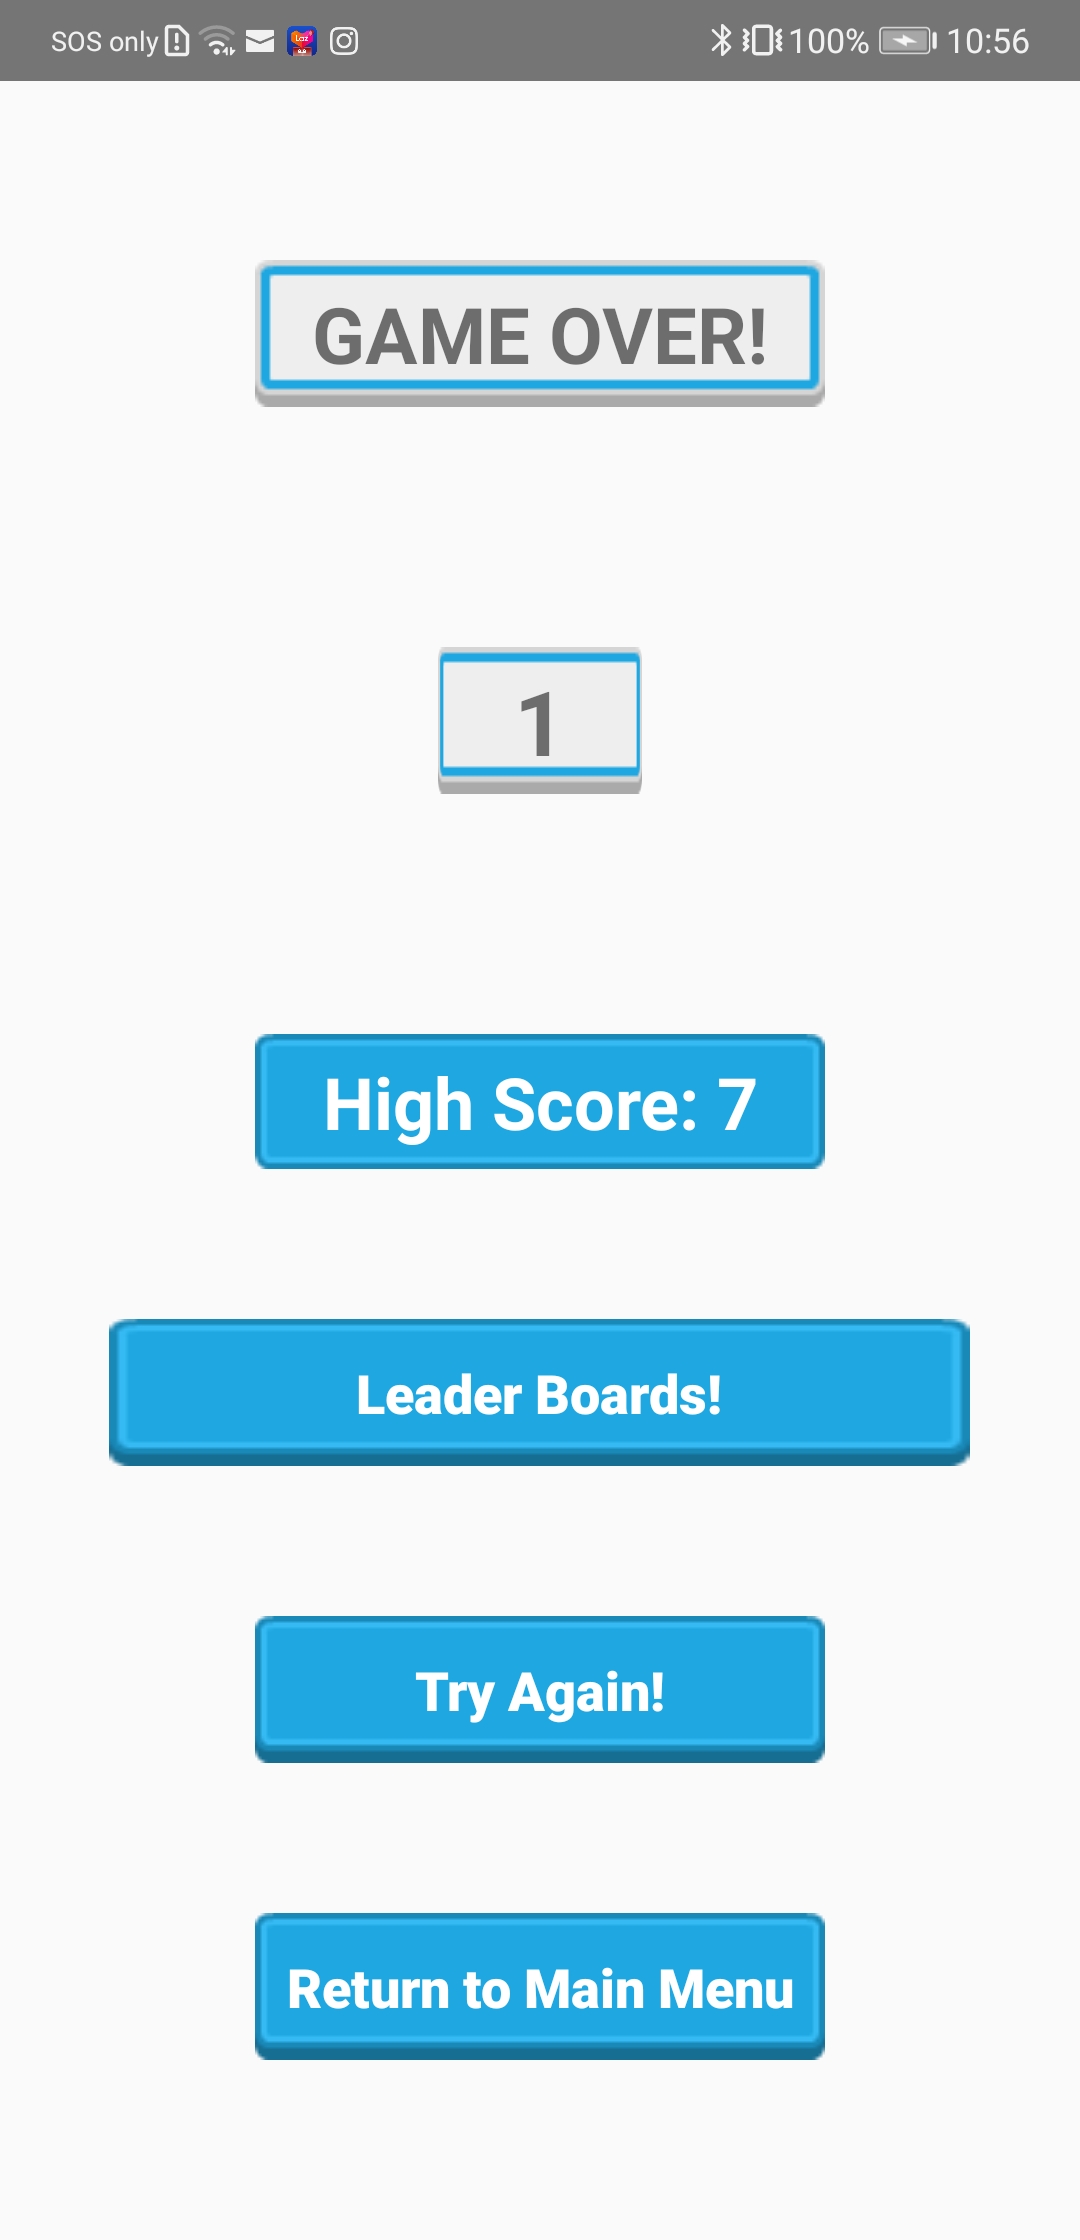 SOS only 100% 10:56
GAME OVER!
1
High Score: 7
Leader Boards!
Try Again!
Return to Main Menu